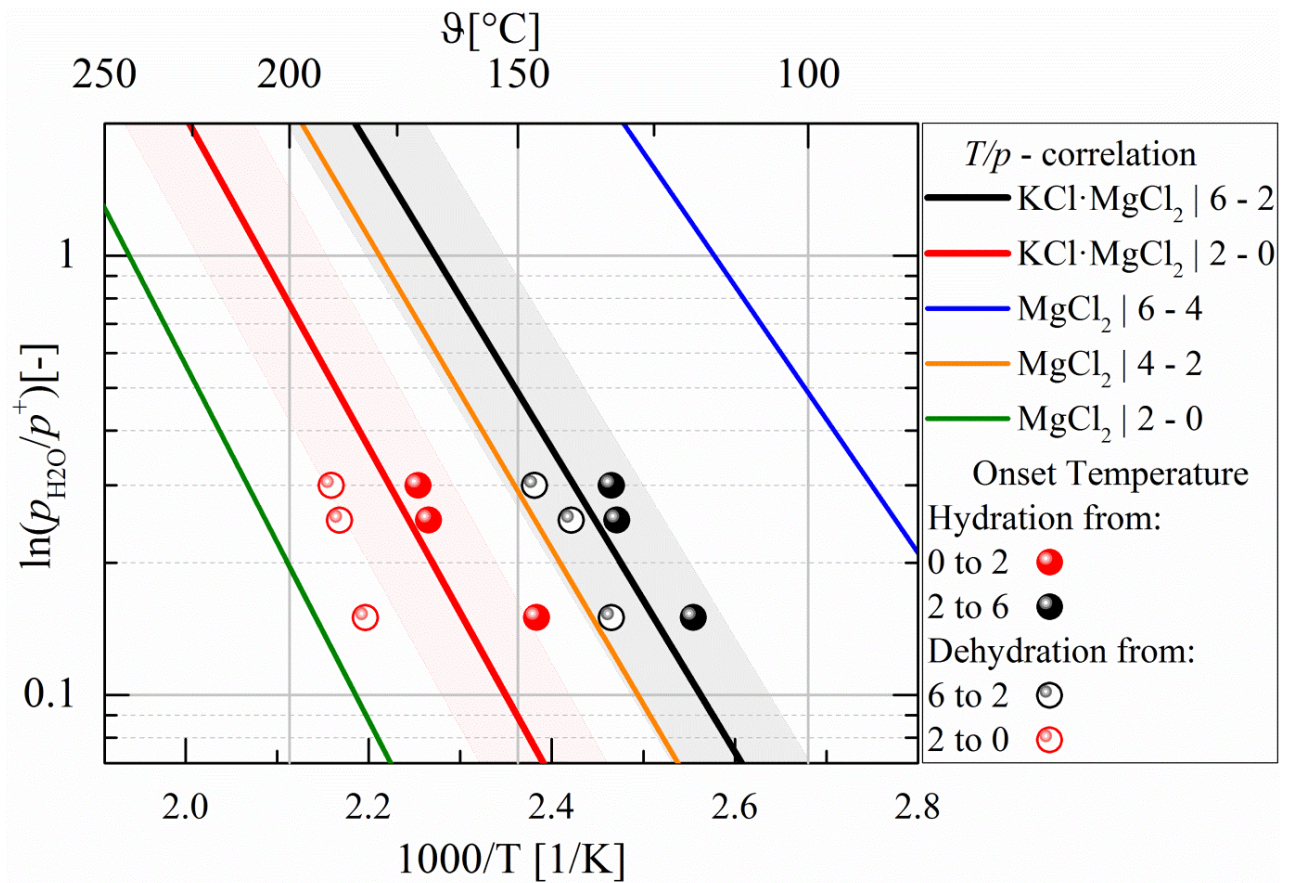 ϑ[°C]
250 200 150 100
1
0.1
ln(p_H2O/p⁺)[-]
2.0 2.2 2.4 2.6 2.8
1000/T [1/K]
T/p - correlation
KCl·MgCl₂ | 6 - 2
KCl·MgCl₂ | 2 - 0
MgCl₂ | 6 - 4
MgCl₂ | 4 - 2
MgCl₂ | 2 - 0
Onset Temperature
Hydration from:
0 to 2
2 to 6
Dehydration from:
6 to 2
2 to 0